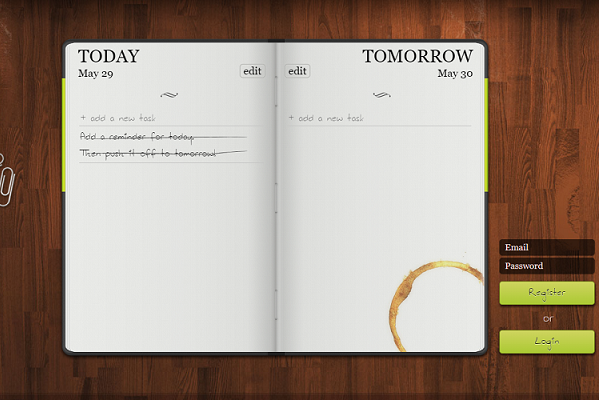 TODAY
May 29
edit
+ add a new task
Add a reminder for today,
Then push it off to tomorrow!
TOMORROW
May 30
edit
+ add a new task
Email
Password
Register
or
Login